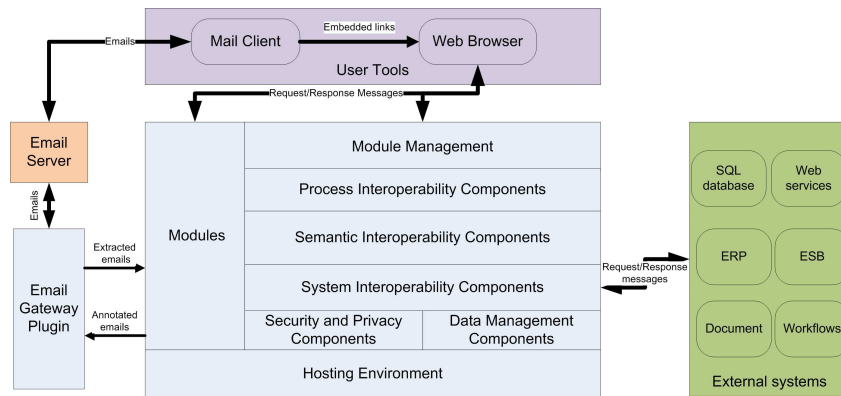 Emails
Mail Client
Embedded links
Web Browser
User Tools
Request/Response Messages
Email
Server
Emails
Email
Gateway
Plugin
Extracted
emails
Annotated
emails
Modules
Module Management
Process Interoperability Components
Semantic Interoperability Components
System Interoperability Components
Security and Privacy
Components
Data Management
Components
Hosting Environment
Request/Response
messages
SQL
database
Web
services
ERP
ESB
Document
Workflows
External systems